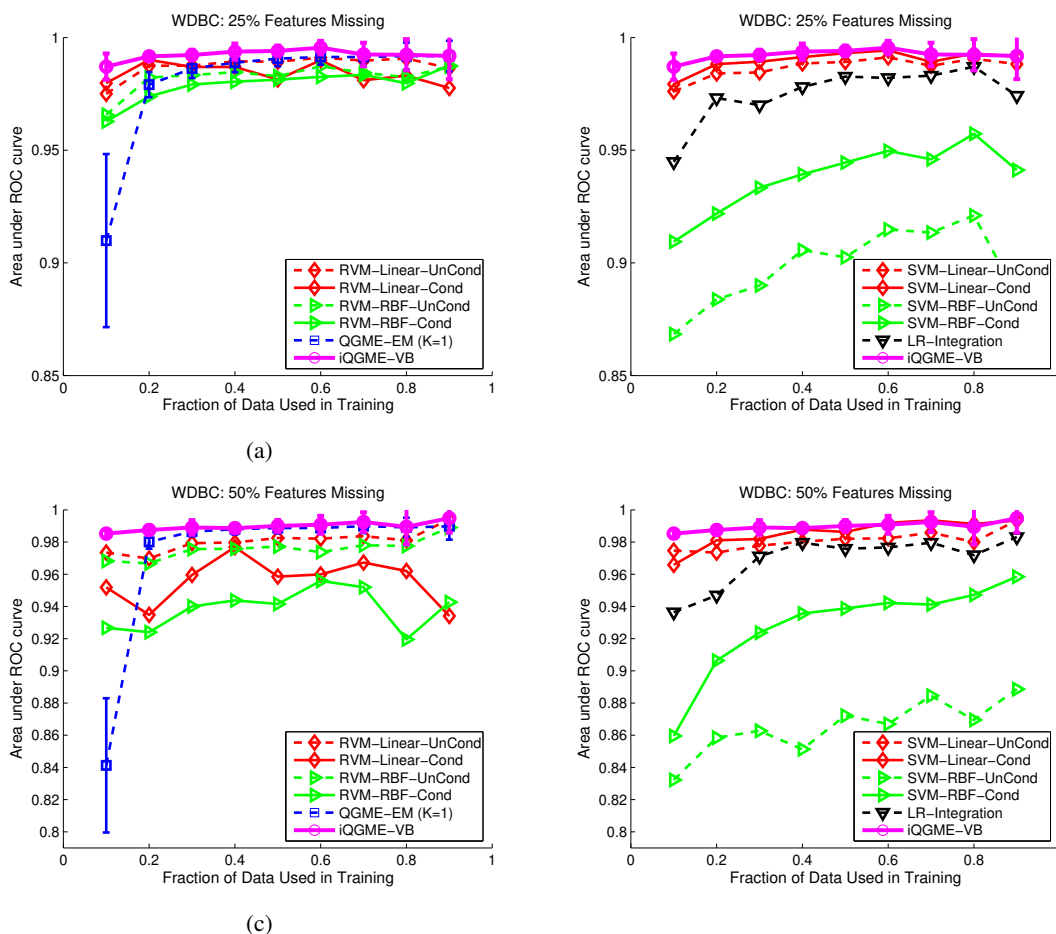 WDBC: 25% Features Missing
1
0.95
0.9
0.85
Area under ROC curve
RVM−Linear−UnCond
RVM−Linear−Cond
RVM−RBF−UnCond
RVM−RBF−Cond
QGME−EM (K=1)
iQGME−VB
0 0.2 0.4 0.6 0.8 1
Fraction of Data Used in Training
WDBC: 25% Features Missing
1
0.95
0.9
0.85
Area under ROC curve
SVM−Linear−UnCond
SVM−Linear−Cond
SVM−RBF−UnCond
SVM−RBF−Cond
LR−Integration
iQGME−VB
0 0.2 0.4 0.6 0.8
Fraction of Data Used in Training
(a)
WDBC: 50% Features Missing
1
0.98
0.96
0.94
0.92
0.9
0.88
0.86
0.84
0.82
0.8
Area under ROC curve
RVM−Linear−UnCond
RVM−Linear−Cond
RVM−RBF−UnCond
RVM−RBF−Cond
QGME−EM (K=1)
iQGME−VB
0 0.2 0.4 0.6 0.8 1
Fraction of Data Used in Training
WDBC: 50% Features Missing
1
0.98
0.96
0.94
0.92
0.9
0.88
0.86
0.84
0.82
0.8
Area under ROC curve
SVM−Linear−UnCond
SVM−Linear−Cond
SVM−RBF−UnCond
SVM−RBF−Cond
LR−Integration
iQGME−VB
0 0.2 0.4 0.6 0.8
Fraction of Data Used in Training
(c)